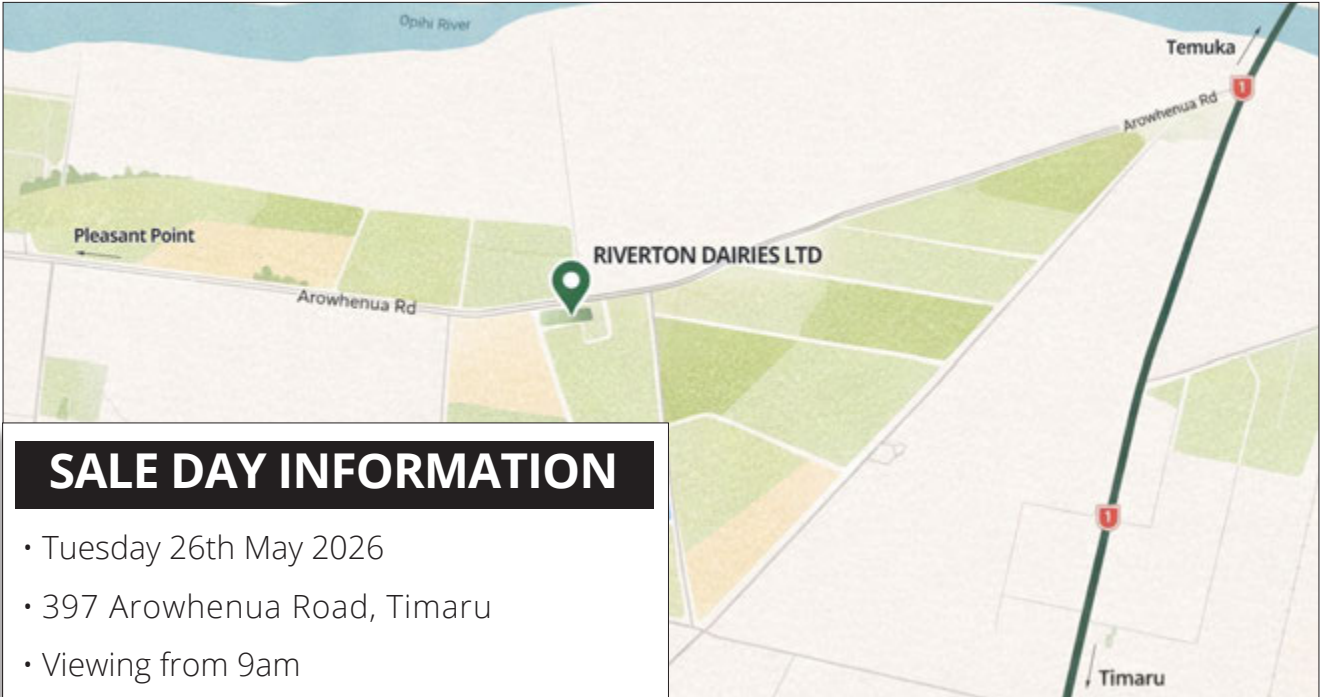 Opihi River
Temuka
1
Arowhenua Rd
Pleasant Point
RIVERTON DAIRIES LTD
Arowhenua Rd
SALE DAY INFORMATION
• Tuesday 26th May 2026
• 397 Arowhenua Road, Timaru
• Viewing from 9am
1
Timaru